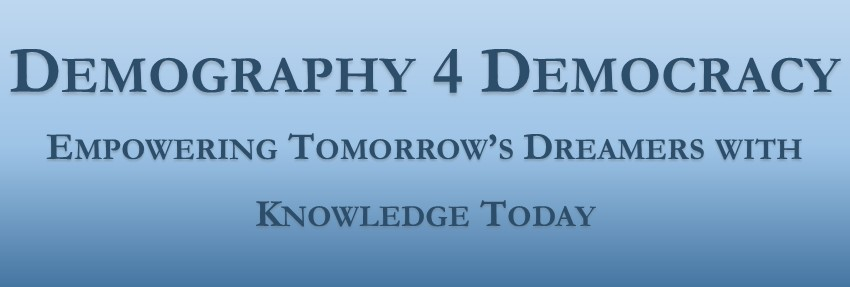 Demography 4 Democracy
Empowering Tomorrow’s Dreamers with
Knowledge Today